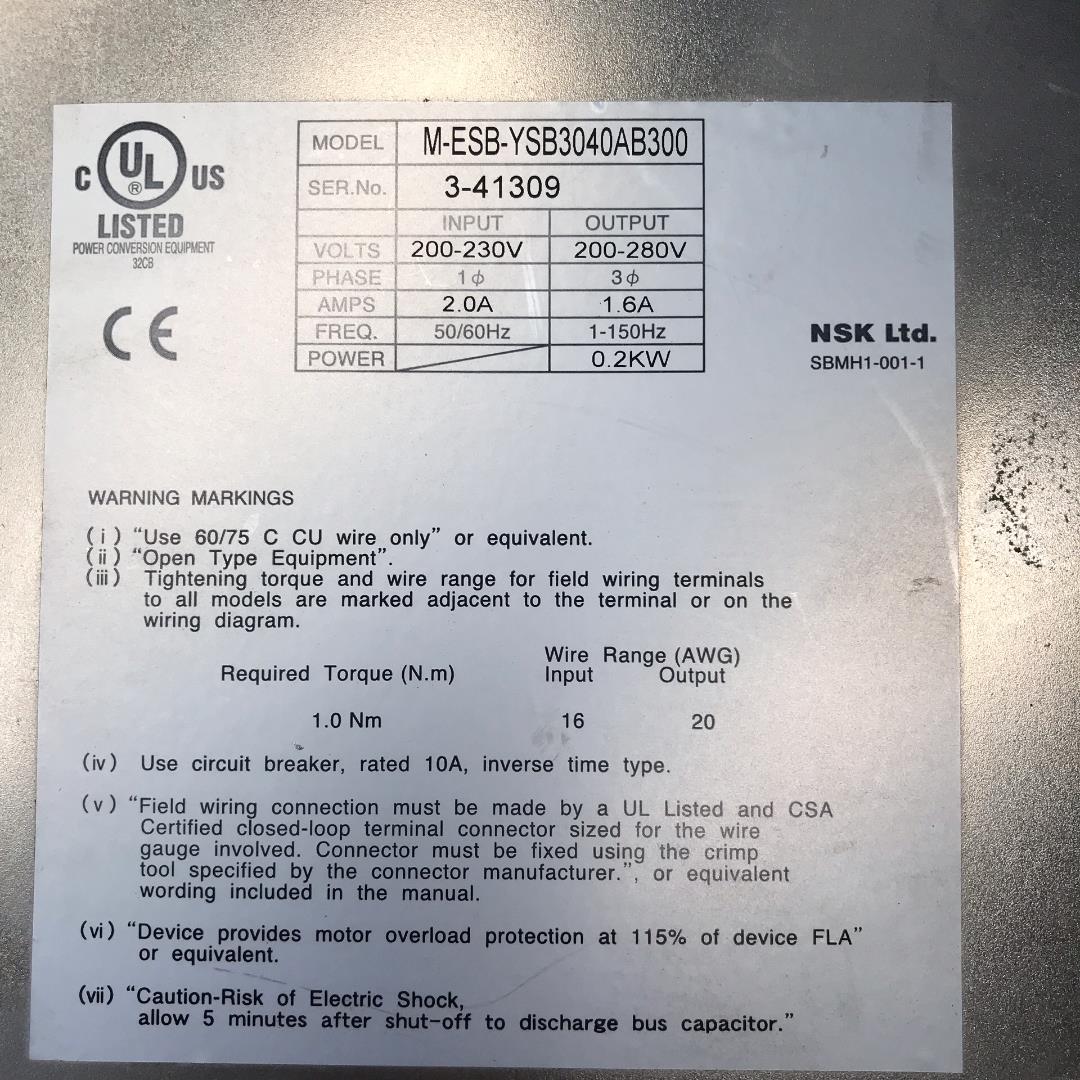 C UL ® US
LISTED
POWER CONVERSION EQUIPMENT
32CB
CE
MODEL M-ESB-YSB3040AB300
SER.No. 3-41309
INPUT OUTPUT
VOLTS 200-230V 200-280V
PHASE 1ϕ 3ϕ
AMPS 2.0A 1.6A
FREQ. 50/60Hz 1-150Hz
POWER 0.2KW
NSK Ltd.
SBMH1-001-1
WARNING MARKINGS
(i) “Use 60/75 C CU wire only” or equivalent.
(ii) “Open Type Equipment”.
(iii) Tightening torque and wire range for field wiring terminals
to all models are marked adjacent to the terminal or on the
wiring diagram.
Wire Range (AWG)
Required Torque (N.m) Input Output
1.0 Nm 16 20
(iv) Use circuit breaker, rated 10A, inverse time type.
(v) “Field wiring connection must be made by a UL Listed and CSA
Certified closed-loop terminal connector sized for the wire
gauge involved. Connector must be fixed using the crimp
tool specified by the connector manufacturer.”, or equivalent
wording included in the manual.
(vi) “Device provides motor overload protection at 115% of device FLA”
or equivalent.
(vii) “Caution-Risk of Electric Shock,
allow 5 minutes after shut-off to discharge bus capacitor.”